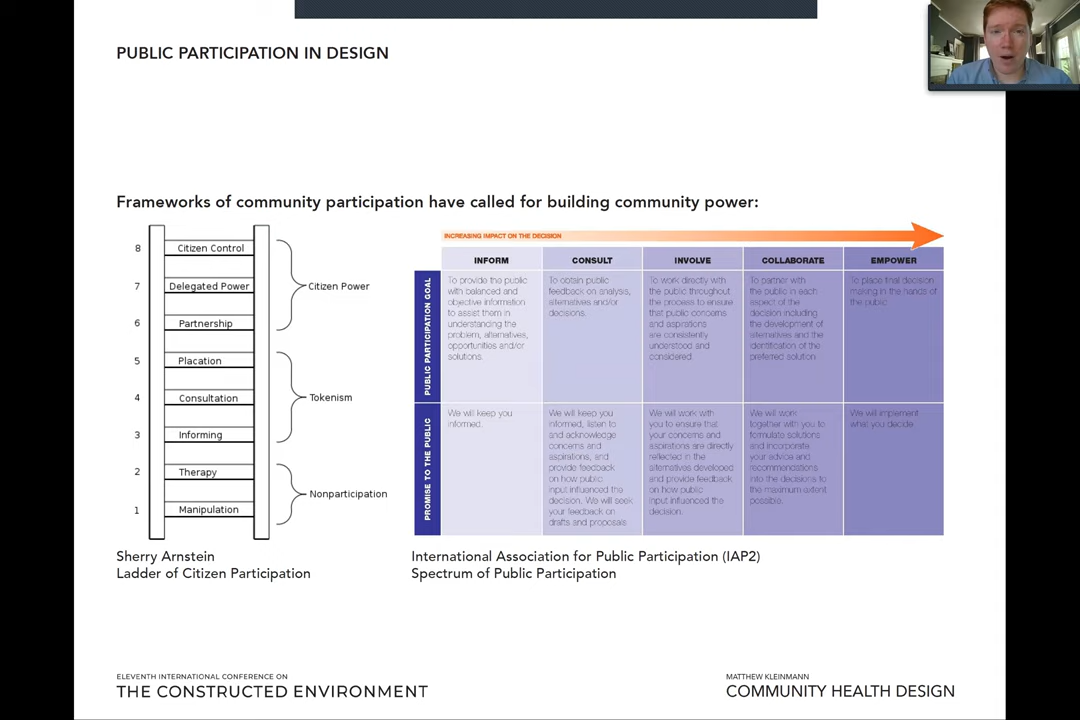 PUBLIC PARTICIPATION IN DESIGN
Frameworks of community participation have called for building community power:
8 Citizen Control
7 Delegated Power
6 Partnership
5 Placation
4 Consultation
3 Informing
2 Therapy
1 Manipulation
Citizen Power
Tokenism
Nonparticipation
Sherry Arnstein
Ladder of Citizen Participation
INCREASING IMPACT ON THE DECISION
INFORM
CONSULT
INVOLVE
COLLABORATE
EMPOWER
PUBLIC PARTICIPATION GOAL
To provide the public
with balanced and
objective information
to assist them in
understanding the
problem, alternatives,
opportunities and/or
solutions.
To obtain public
feedback on analysis,
alternatives and/or
decisions.
To work directly with
the public throughout
the process to ensure
that public concerns
and aspirations
are consistently
understood and
considered.
To partner with
the public in each
aspect of the
decision including
the development of
alternatives and the
identification of the
preferred solution.
To place final decision
making in the hands of
the public.
PROMISE TO THE PUBLIC
We will keep you
informed.
We will keep you
informed, listen to
and acknowledge
concerns and
aspirations, and
provide feedback
on how public
input influenced the
decision. We will seek
your feedback on
drafts and proposals.
We will work with
you to ensure that
your concerns and
aspirations are directly
reflected in the
alternatives developed
and provide feedback
on how public
input influenced the
decision.
We will work
together with you to
formulate solutions
and incorporate
your advice and
recommendations
into the decisions to
the maximum extent
possible.
We will implement
what you decide.
International Association for Public Participation (IAP2)
Spectrum of Public Participation
ELEVENTH INTERNATIONAL CONFERENCE ON
THE CONSTRUCTED ENVIRONMENT
MATTHEW KLEINMANN
COMMUNITY HEALTH DESIGN